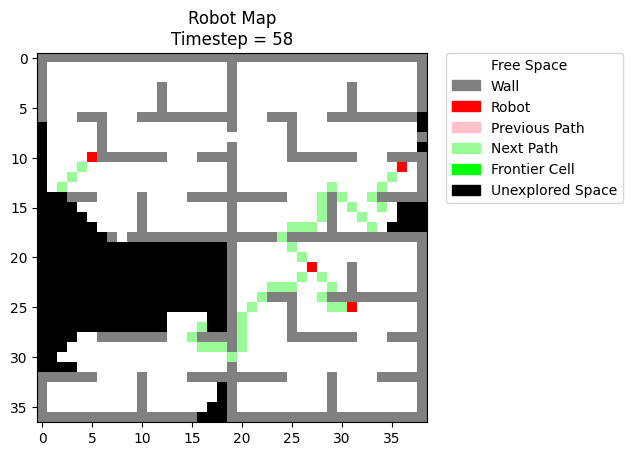 Robot Map
Timestep = 58
Free Space
Wall
Robot
Previous Path
Next Path
Frontier Cell
Unexplored Space
0
5
10
15
20
25
30
35
0
5
10
15
20
25
30
35